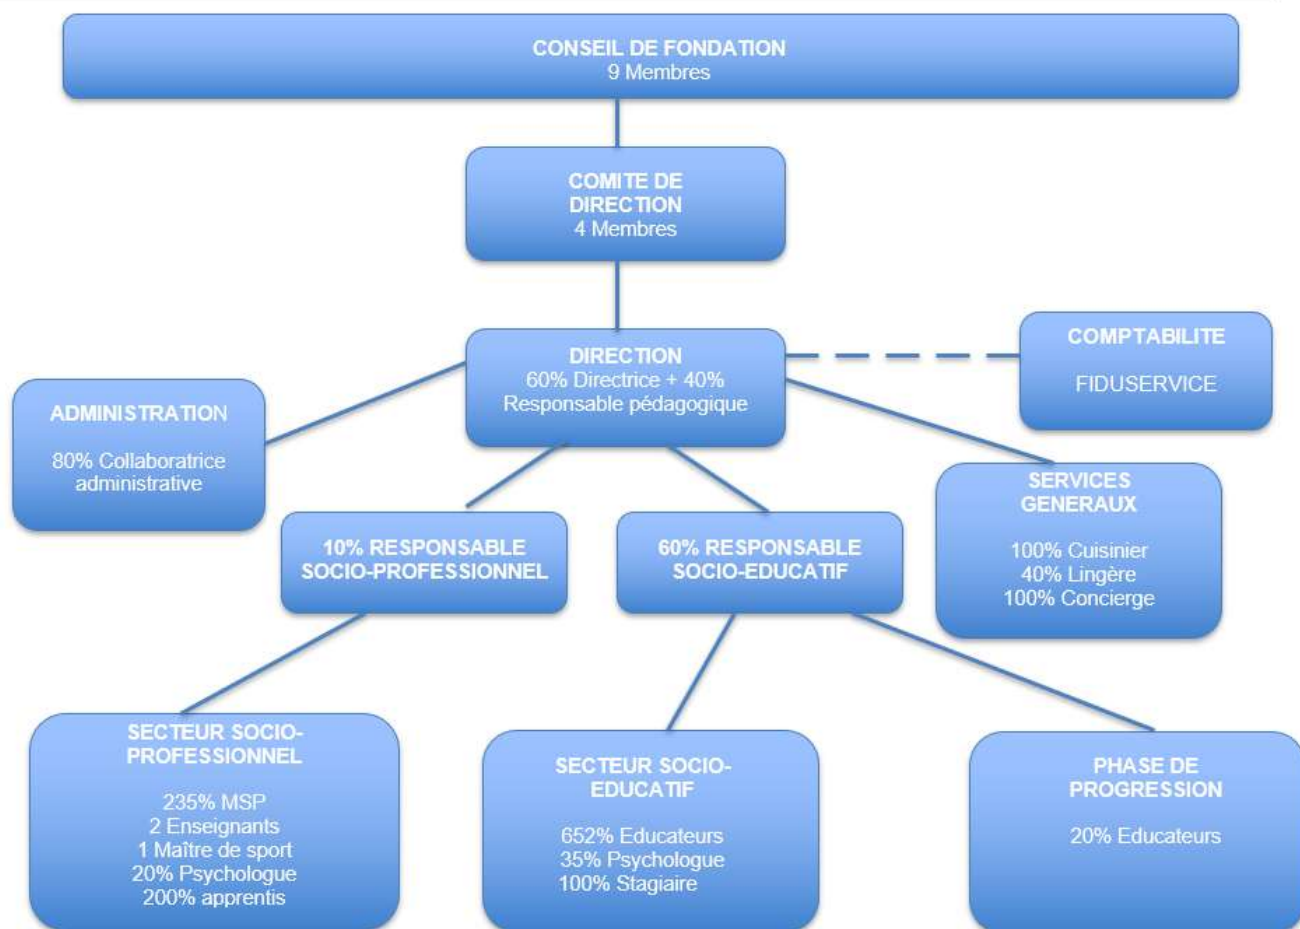 CONSEIL DE FONDATION
9 Membres
COMITE DE
DIRECTION
4 Membres
DIRECTION
60% Directrice + 40%
Responsable pédagogique
COMPTABILITE
FIDUSERVICE
ADMINISTRATION
80% Collaboratrice
administrative
SERVICES
GENERAUX
100% Cuisinier
40% Lingère
100% Concierge
10% RESPONSABLE
SOCIO-PROFESSIONNEL
60% RESPONSABLE
SOCIO-EDUCATIF
SECTEUR SOCIO-
PROFESSIONNEL
235% MSP
2 Enseignants
1 Maître de sport
20% Psychologue
200% apprentis
SECTEUR SOCIO-
EDUCATIF
652% Educateurs
35% Psychologue
100% Stagiaire
PHASE DE
PROGRESSION
20% Educateurs